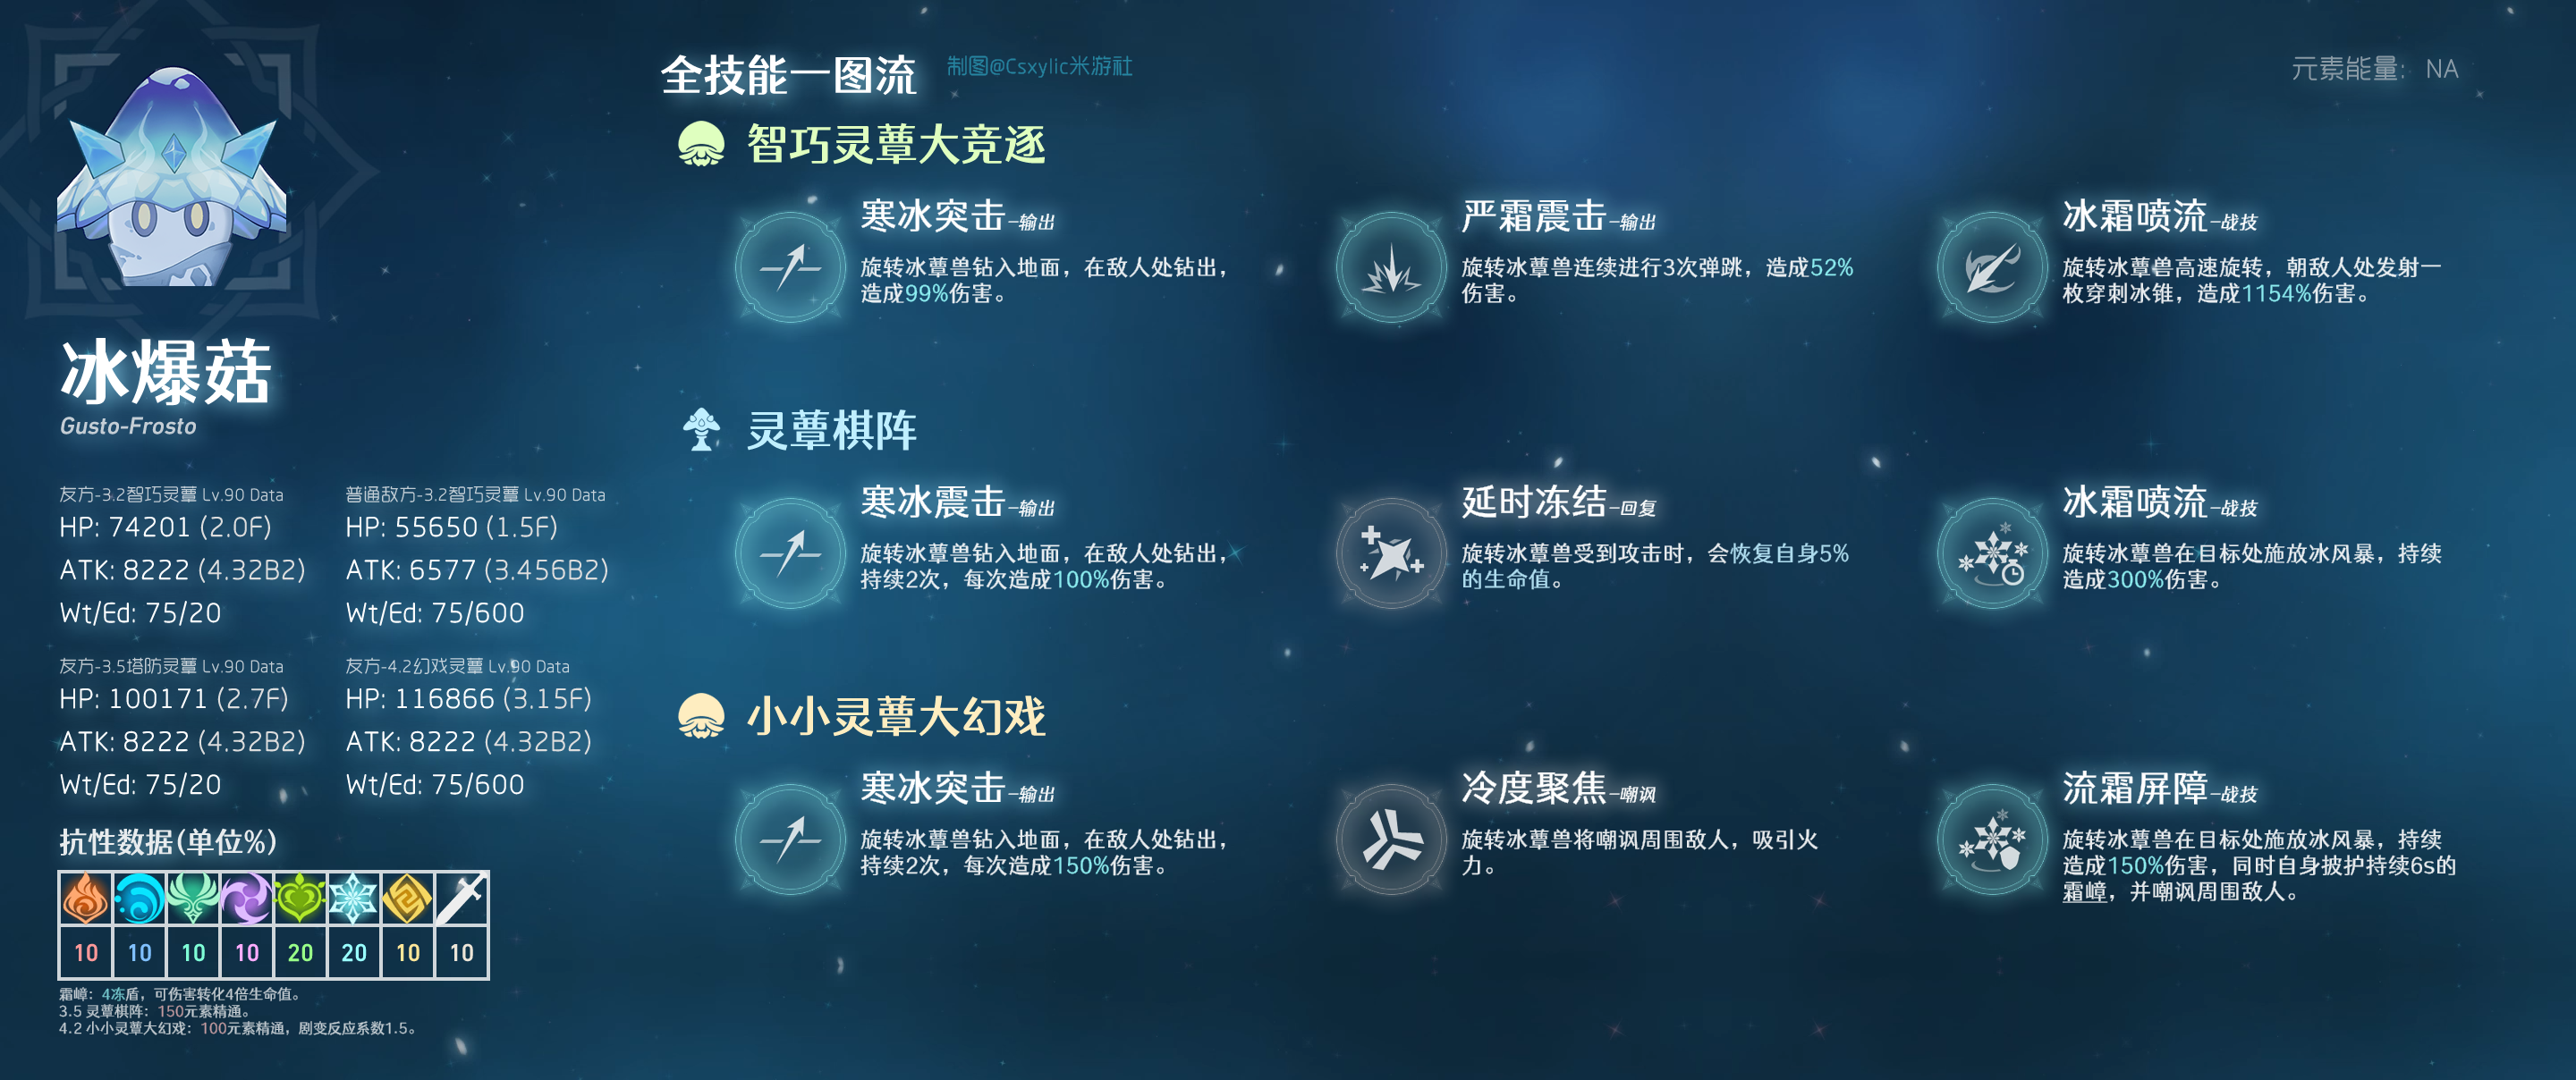 全技能一图流
制图@Csxylic米游社
元素能量: NA
冰爆菇
Gusto-Frosto
友方-3.2智巧灵蕈 Lv.90 Data
HP: 74201 (2.0F)
ATK: 8222 (4.32B2)
Wt/Ed: 75/20
普通敌方-3.2智巧灵蕈 Lv.90 Data
HP: 55650 (1.5F)
ATK: 6577 (3.456B2)
Wt/Ed: 75/600
友方-3.5塔防灵蕈 Lv.90 Data
HP: 100171 (2.7F)
ATK: 8222 (4.32B2)
Wt/Ed: 75/20
友方-4.2幻戏灵蕈 Lv.90 Data
HP: 116866 (3.15F)
ATK: 8222 (4.32B2)
Wt/Ed: 75/600
抗性数据(单位%)
10 10 10 10 20 20 10 10
霜嶂：4冻盾，可伤害转化4倍生命值。
3.5 灵蕈棋阵：150元素精通。
4.2 小小灵蕈大幻戏：100元素精通，剧变反应系数1.5。
智巧灵蕈大竞逐
寒冰突击-输出
旋转冰蕈兽钻入地面，在敌人处钻出，
造成99%伤害。
严霜震击-输出
旋转冰蕈兽连续进行3次弹跳，造成52%
伤害。
冰霜喷流-战技
旋转冰蕈兽高速旋转，朝敌人处发射一
枚穿刺冰锥，造成1154%伤害。
灵蕈棋阵
寒冰震击-输出
旋转冰蕈兽钻入地面，在敌人处钻出，
持续2次，每次造成100%伤害。
延时冻结-回复
旋转冰蕈兽受到攻击时，会恢复自身5%
的生命值。
冰霜喷流-战技
旋转冰蕈兽在目标处施放冰风暴，持续
造成300%伤害。
小小灵蕈大幻戏
寒冰突击-输出
旋转冰蕈兽钻入地面，在敌人处钻出，
持续2次，每次造成150%伤害。
冷度聚焦-嘲讽
旋转冰蕈兽将嘲讽周围敌人，吸引火
力。
流霜屏障-战技
旋转冰蕈兽在目标处施放冰风暴，持续
造成150%伤害，同时自身披护持续6s的
霜嶂，并嘲讽周围敌人。